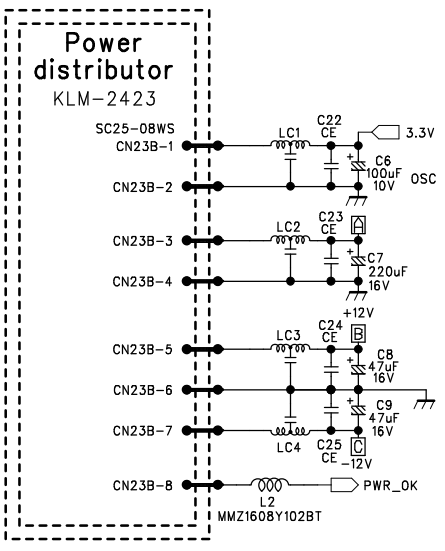 Power
distributor
KLM-2423
SC25-08WS
CN23B-1
LC1
C22
CE
3.3V
C6
100uF
10V
OSC
CN23B-2
CN23B-3
LC2
C23
CE
A
C7
220uF
16V
CN23B-4
+12V
CN23B-5
LC3
C24
CE
B
C8
47uF
16V
CN23B-6
C9
47uF
16V
CN23B-7
LC4
C25
CE
C
-12V
CN23B-8
PWR_OK
L2
MMZ1608Y102BT